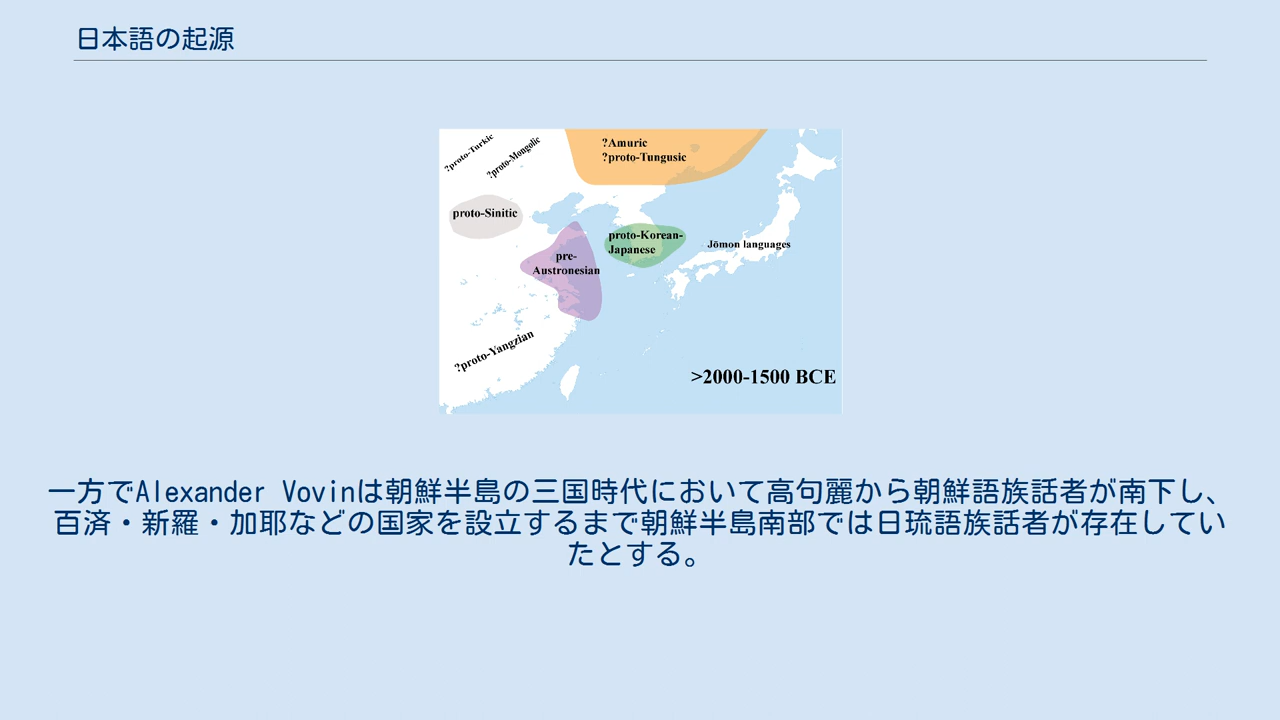 日本語の起源
?proto-Turkic
?proto-Mongolic
?Amuric
?proto-Tungusic
proto-Sinitic
proto-Korean-
Japanese
Jōmon languages
pre-
Austronesian
?proto-Yangzian
>2000-1500 BCE
一方でAlexander Vovinは朝鮮半島の三国時代において高句麗から朝鮮語族話者が南下し、
百済・新羅・加耶などの国家を設立するまで朝鮮半島南部では日琉語族話者が存在してい
たとする。